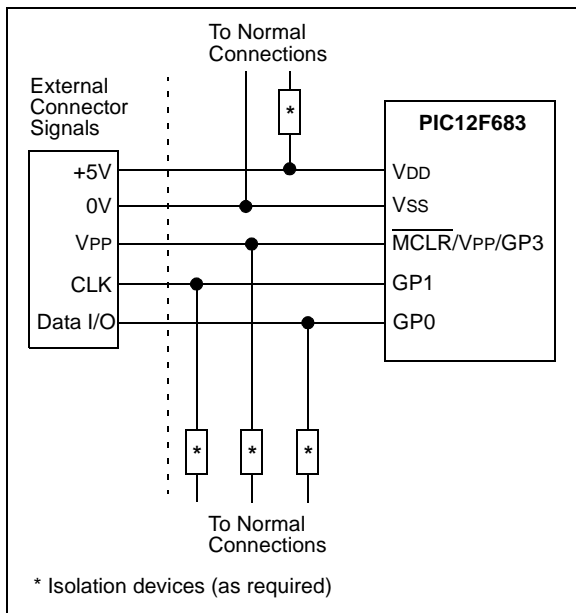 To Normal
Connections
External
Connector
Signals
*
PIC12F683
+5V
VDD
0V
VSS
VPP
MCLR/VPP/GP3
CLK
GP1
Data I/O
GP0
*
*
*
To Normal
Connections
* Isolation devices (as required)